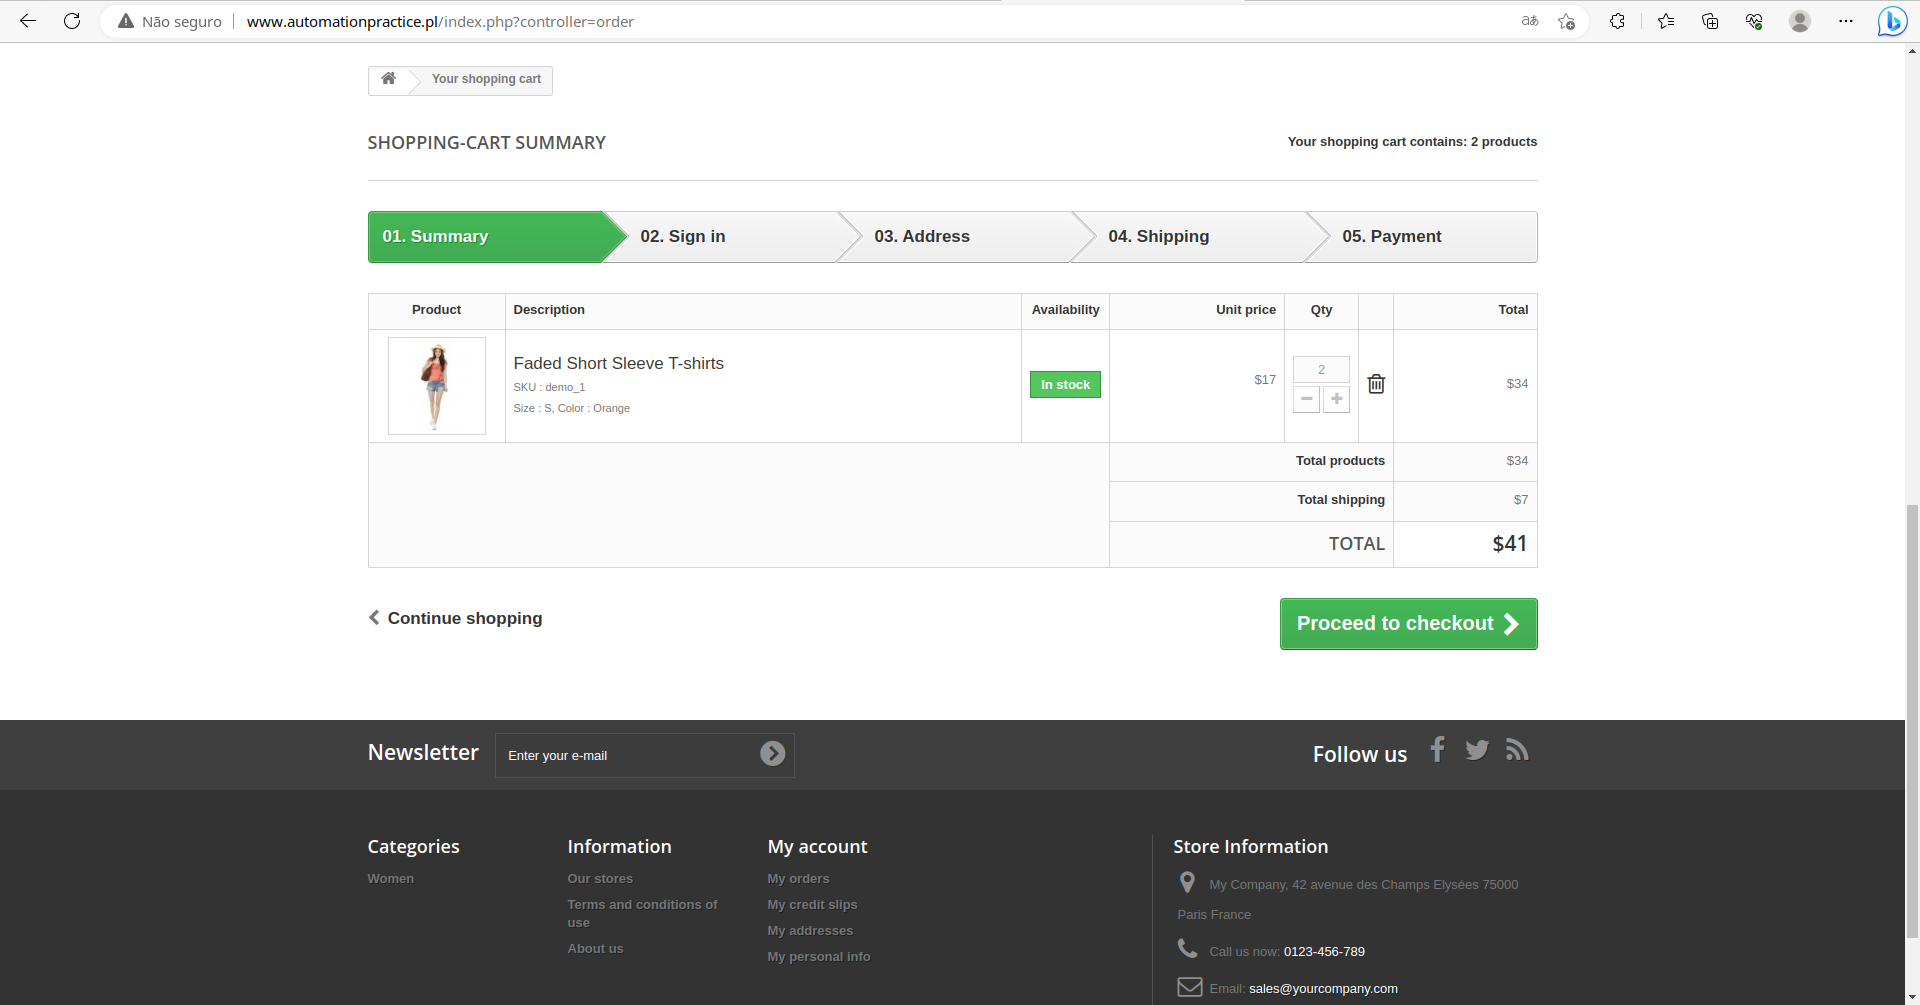 Não seguro www.automationpractice.pl/index.php?controller=order aあ
Your shopping cart
SHOPPING-CART SUMMARY
Your shopping cart contains: 2 products
01. Summary 02. Sign in 03. Address 04. Shipping 05. Payment
Product Description Availability Unit price Qty Total
Faded Short Sleeve T-shirts
SKU : demo_1
Size : S, Color : Orange
In stock
$17
2
$34
Total products $34
Total shipping $7
TOTAL $41
Continue shopping
Proceed to checkout
Newsletter Enter your e-mail
Follow us
Categories
Women
Information
Our stores
Terms and conditions of
use
About us
My account
My orders
My credit slips
My addresses
My personal info
Store Information
My Company, 42 avenue des Champs Elysées 75000
Paris France
Call us now: 0123-456-789
Email: sales@yourcompany.com